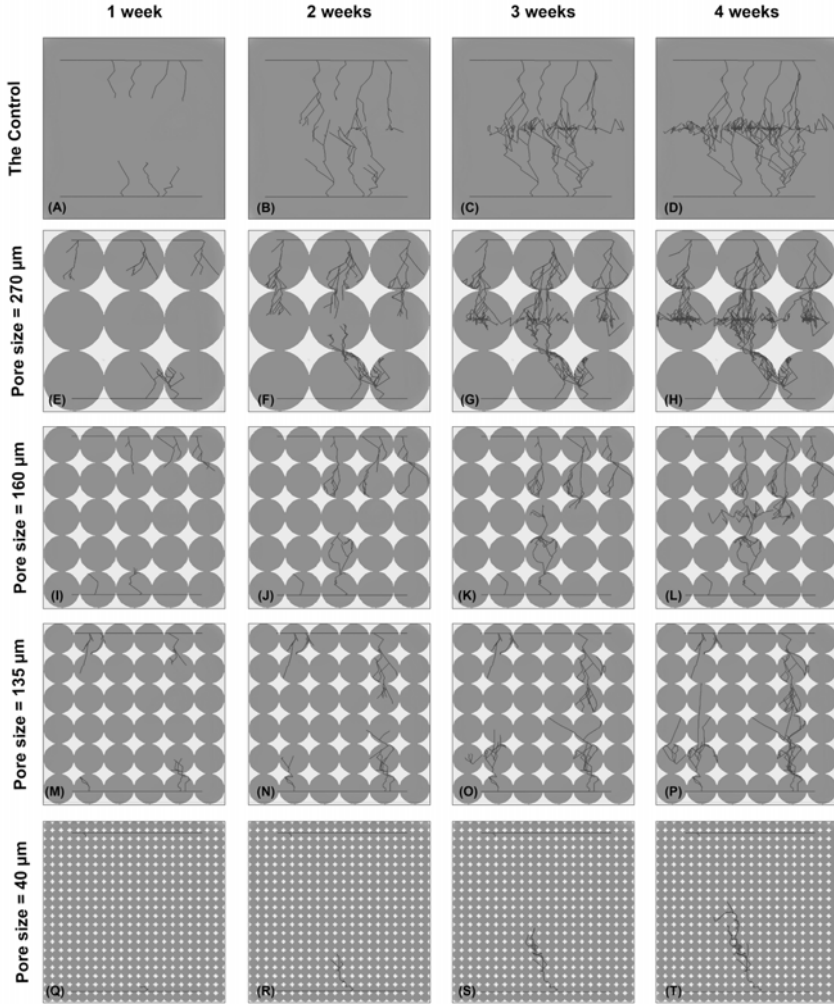 1 week 2 weeks 3 weeks 4 weeks
The Control
(A) (B) (C) (D)
Pore size = 270 µm
(E) (F) (G) (H)
Pore size = 160 µm
(I) (J) (K) (L)
Pore size = 135 µm
(M) (N) (O) (P)
Pore size = 40 µm
(Q) (R) (S) (T)